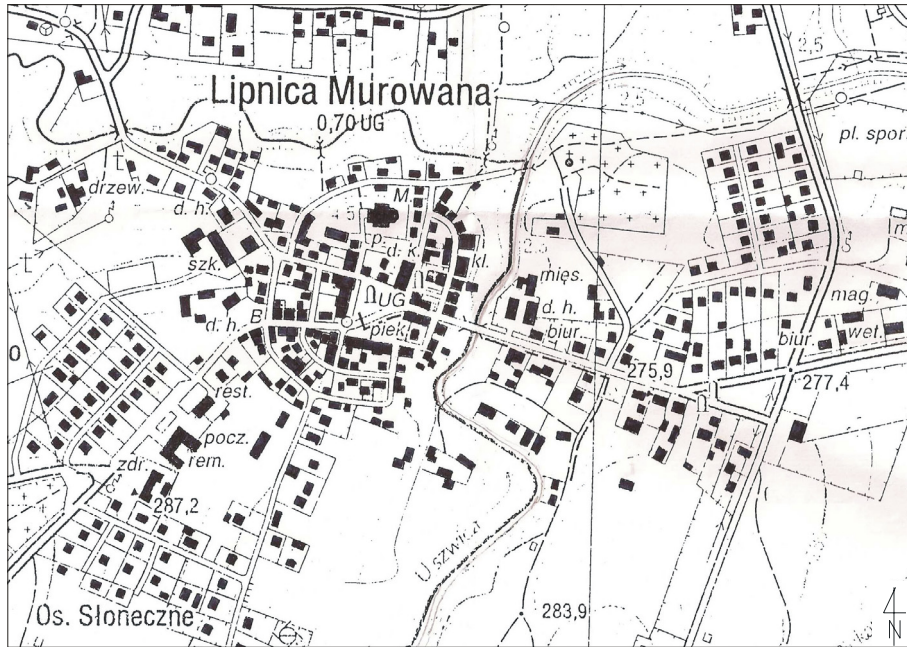 2,5
Lipnica Murowana
0,70 UG
2,5
pl. spor
t
drzew.
d. h.
M.
szk.
p.
d. k.
kl.
2,5
t
mięs.
UG
d. h.
B
d. h.
piek.
biur.
mag.
wet.
biur.
275,9
277,4
rest.
pocz.
rem.
zdr.
287,2
Uszwica
283,9
Os. Słoneczne
N